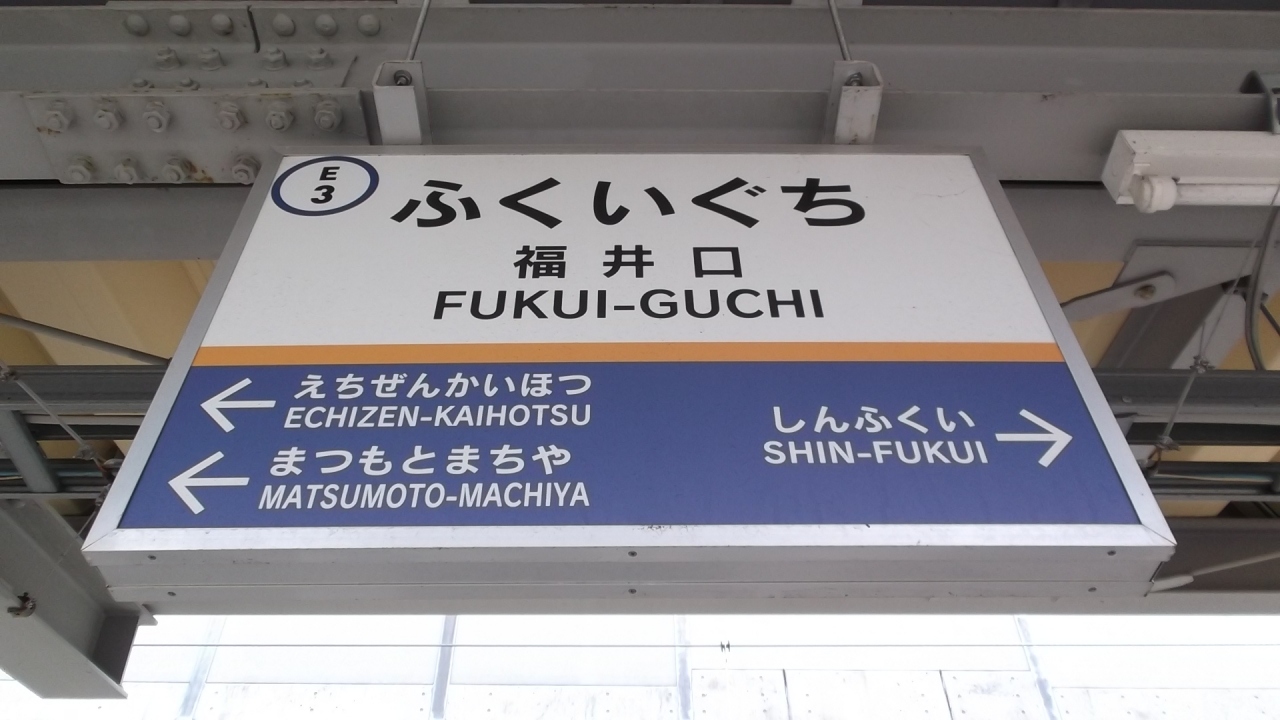 E
3
ふくいぐち
福井口
FUKUI-GUCHI
← えちぜんかいほつ
ECHIZEN-KAIHOTSU
← まつもとまちや
MATSUMOTO-MACHIYA
しんふくい →
SHIN-FUKUI